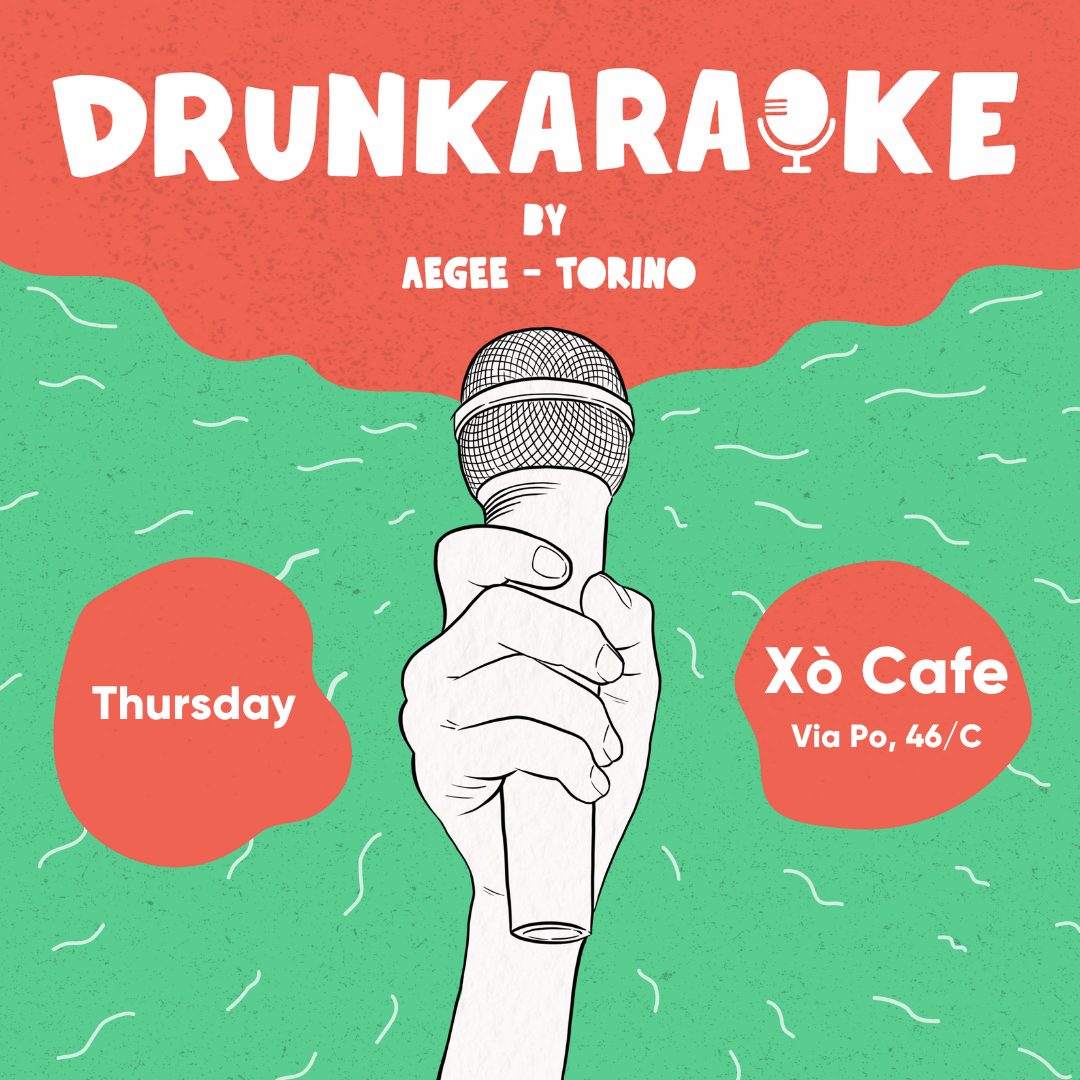 DRUNKARAOKE
BY
AEGEE - TORINO
Thursday
Xò Cafe
Via Po, 46/C